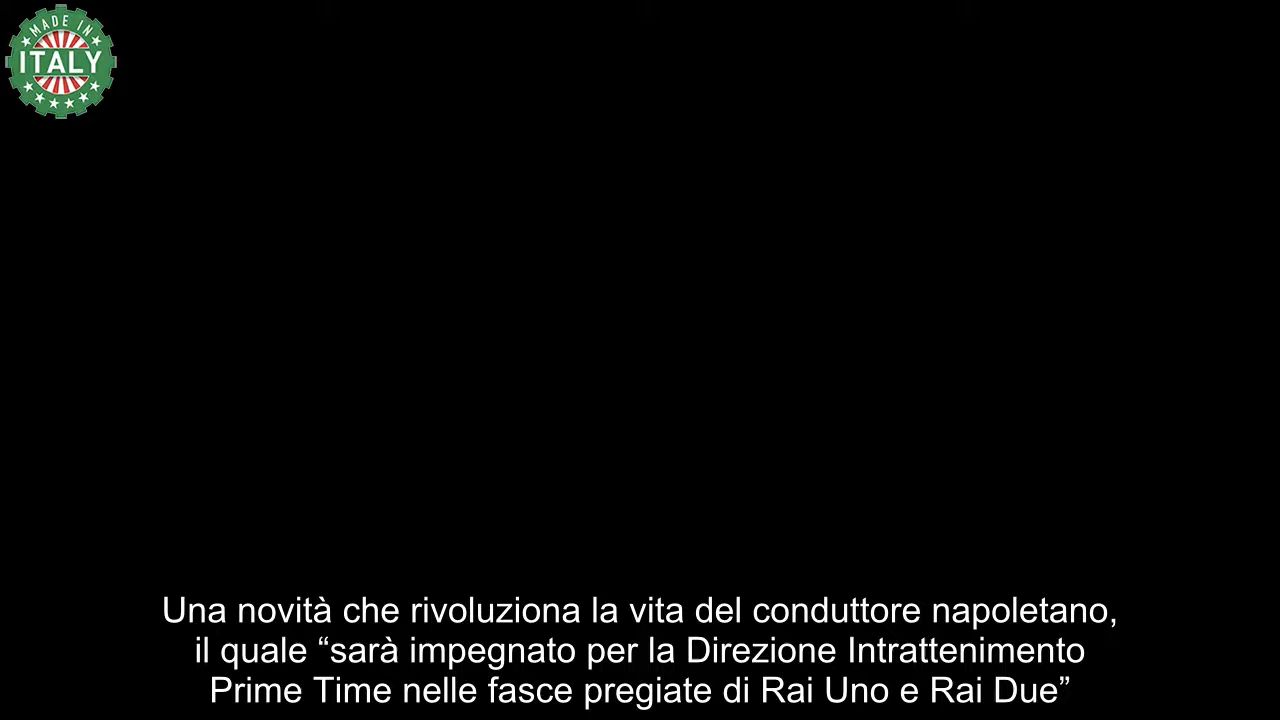 MADE IN
ITALY
Una novità che rivoluziona la vita del conduttore napoletano,
il quale “sarà impegnato per la Direzione Intrattenimento
Prime Time nelle fasce pregiate di Rai Uno e Rai Due”